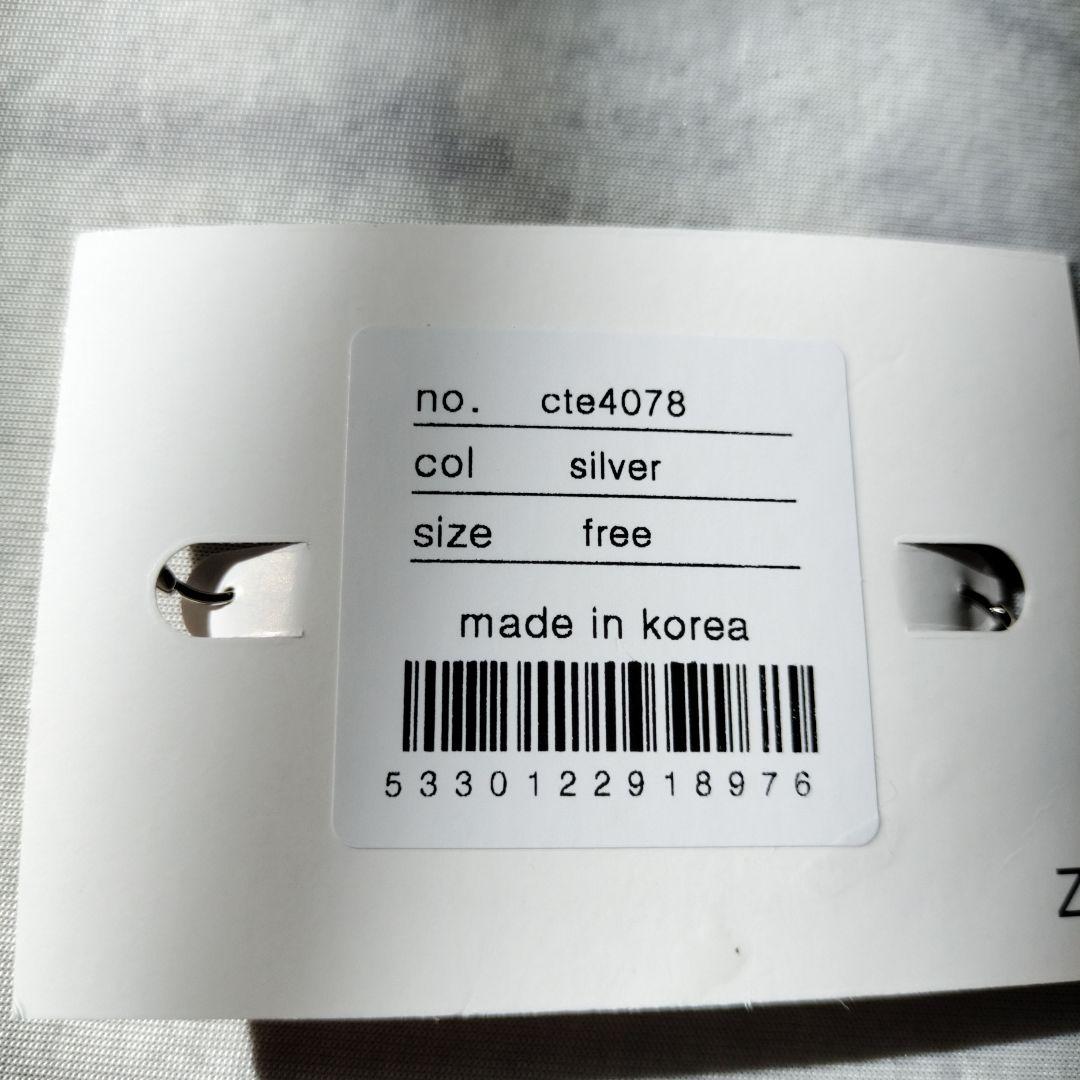 no. cte4078
col silver
size free
made in korea
5330122918976
Z